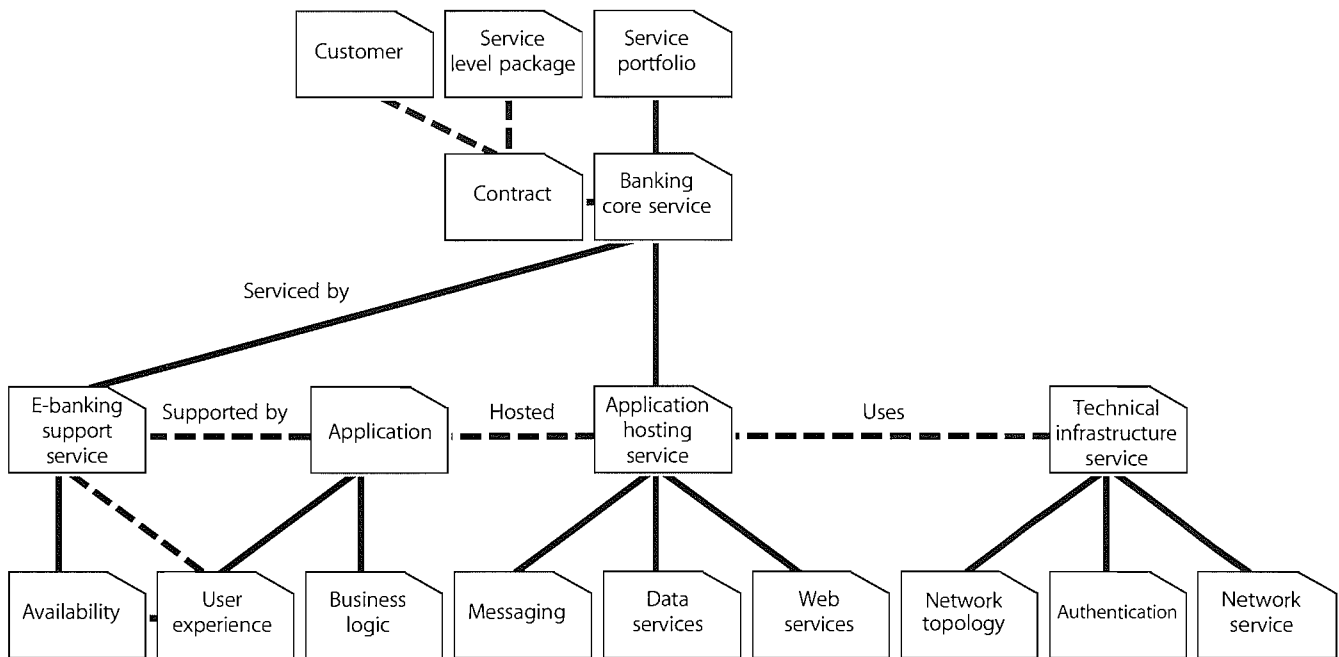 Customer
Service
level package
Service
portfolio
Contract
Banking
core service
Serviced by
E-banking
support
service
Supported by
Application
Hosted
Application
hosting
service
Uses
Technical
infrastructure
service
Availability
User
experience
Business
logic
Messaging
Data
services
Web
services
Network
topology
Authentication
Network
service